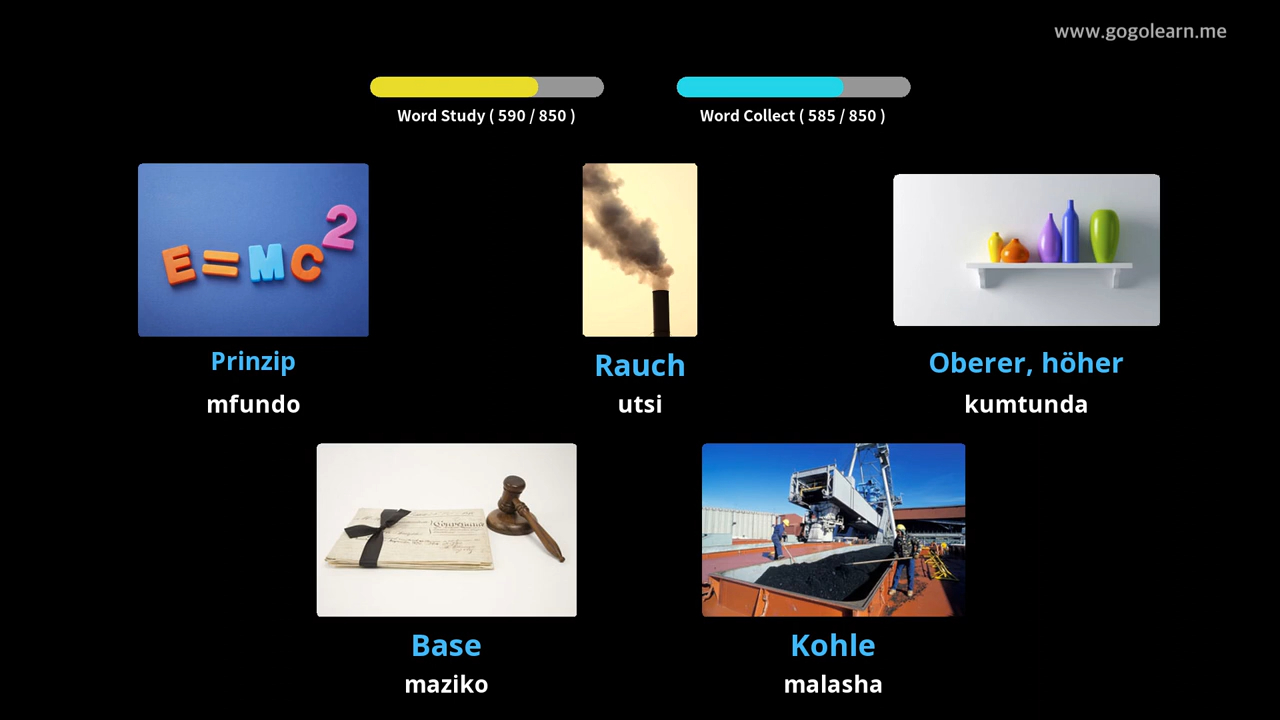 www.gogolearn.me
Word Study ( 590 / 850 )
Word Collect ( 585 / 850 )
E=MC2
Prinzip
mfundo
Rauch
utsi
Oberer, höher
kumtunda
Base
maziko
Kohle
malasha